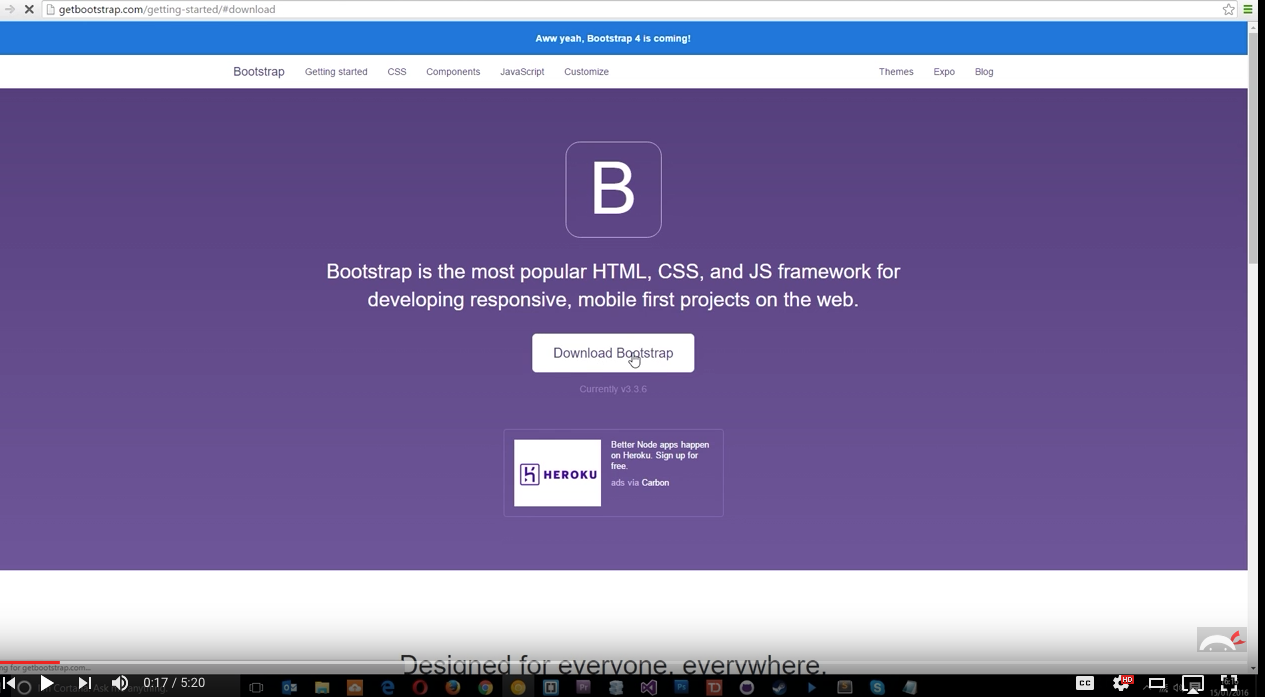 getbootstrap.com/getting-started/#download
Aww yeah, Bootstrap 4 is coming!
Bootstrap Getting started CSS Components JavaScript Customize Themes Expo Blog
B
Bootstrap is the most popular HTML, CSS, and JS framework for
developing responsive, mobile first projects on the web.
Download Bootstrap
Currently v3.3.6
HEROKU
Better Node apps happen
on Heroku. Sign up for
free.
ads via Carbon
Designed for everyone, everywhere.
ng for getbootstrap.com...
0:17 / 5:20
CC
HD
15/01/2016